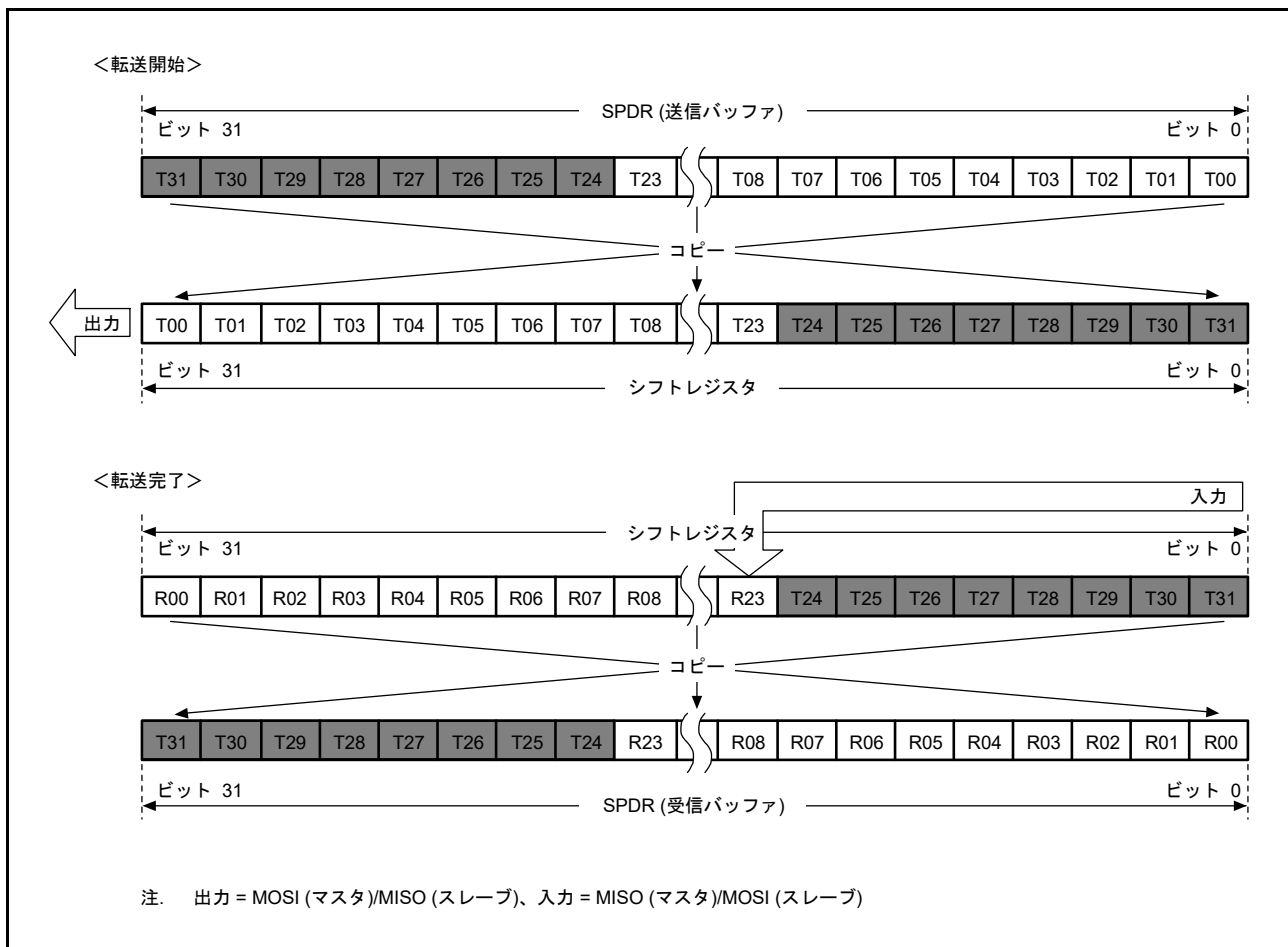 ＜転送開始＞
SPDR (送信バッファ)
ビット 31 ビット 0
T31 T30 T29 T28 T27 T26 T25 T24 T23 T08 T07 T06 T05 T04 T03 T02 T01 T00
コピー
出力 T00 T01 T02 T03 T04 T05 T06 T07 T08 T23 T24 T25 T26 T27 T28 T29 T30 T31
ビット 31 ビット 0
シフトレジスタ
＜転送完了＞
入力
シフトレジスタ
ビット 31 ビット 0
R00 R01 R02 R03 R04 R05 R06 R07 R08 R23 T24 T25 T26 T27 T28 T29 T30 T31
コピー
T31 T30 T29 T28 T27 T26 T25 T24 R23 R08 R07 R06 R05 R04 R03 R02 R01 R00
ビット 31 ビット 0
SPDR (受信バッファ)
注. 出力 = MOSI (マスタ)/MISO (スレーブ)、入力 = MISO (マスタ)/MOSI (スレーブ)